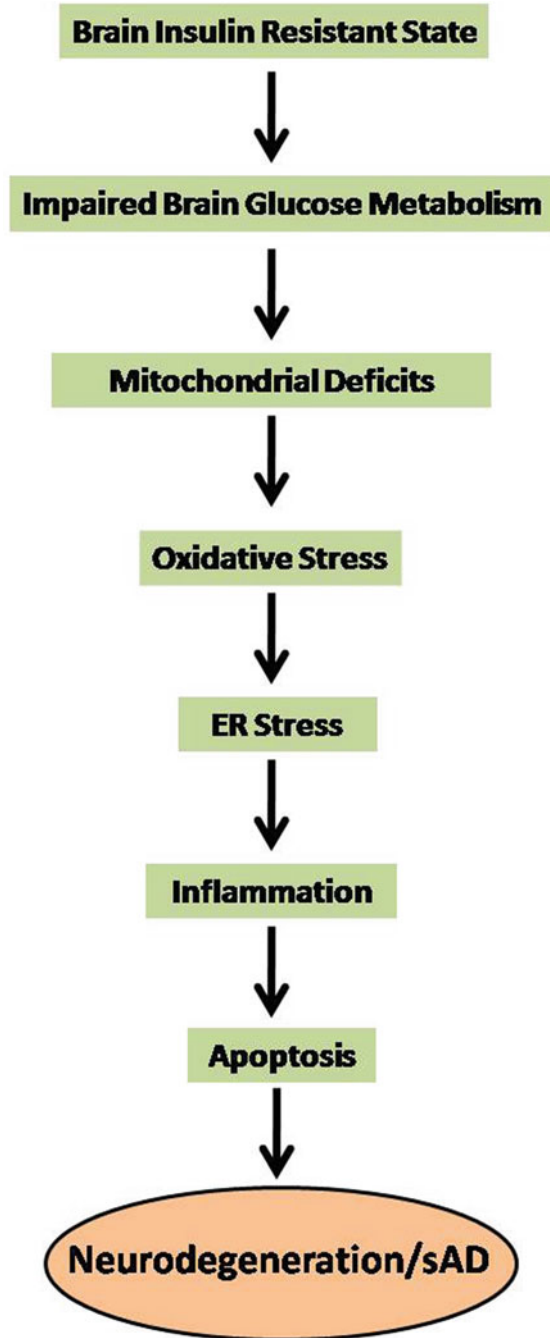 Brain Insulin Resistant State
Impaired Brain Glucose Metabolism
Mitochondrial Deficits
Oxidative Stress
ER Stress
Inflammation
Apoptosis
Neurodegeneration/sAD